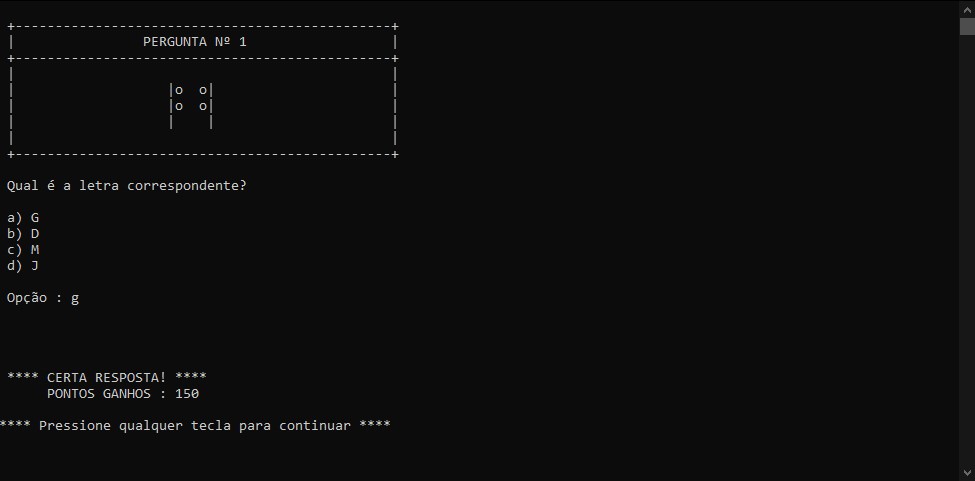 +-----------------------------------------------+
|                PERGUNTA Nº 1                  |
+-----------------------------------------------+
|                                               |
|                   |o  o|                      |
|                   |o  o|                      |
|                   |    |                      |
|                                               |
+-----------------------------------------------+
Qual é a letra correspondente?
a) G
b) D
c) M
d) J
Opção : g
**** CERTA RESPOSTA! ****
PONTOS GANHOS : 150
**** Pressione qualquer tecla para continuar ****